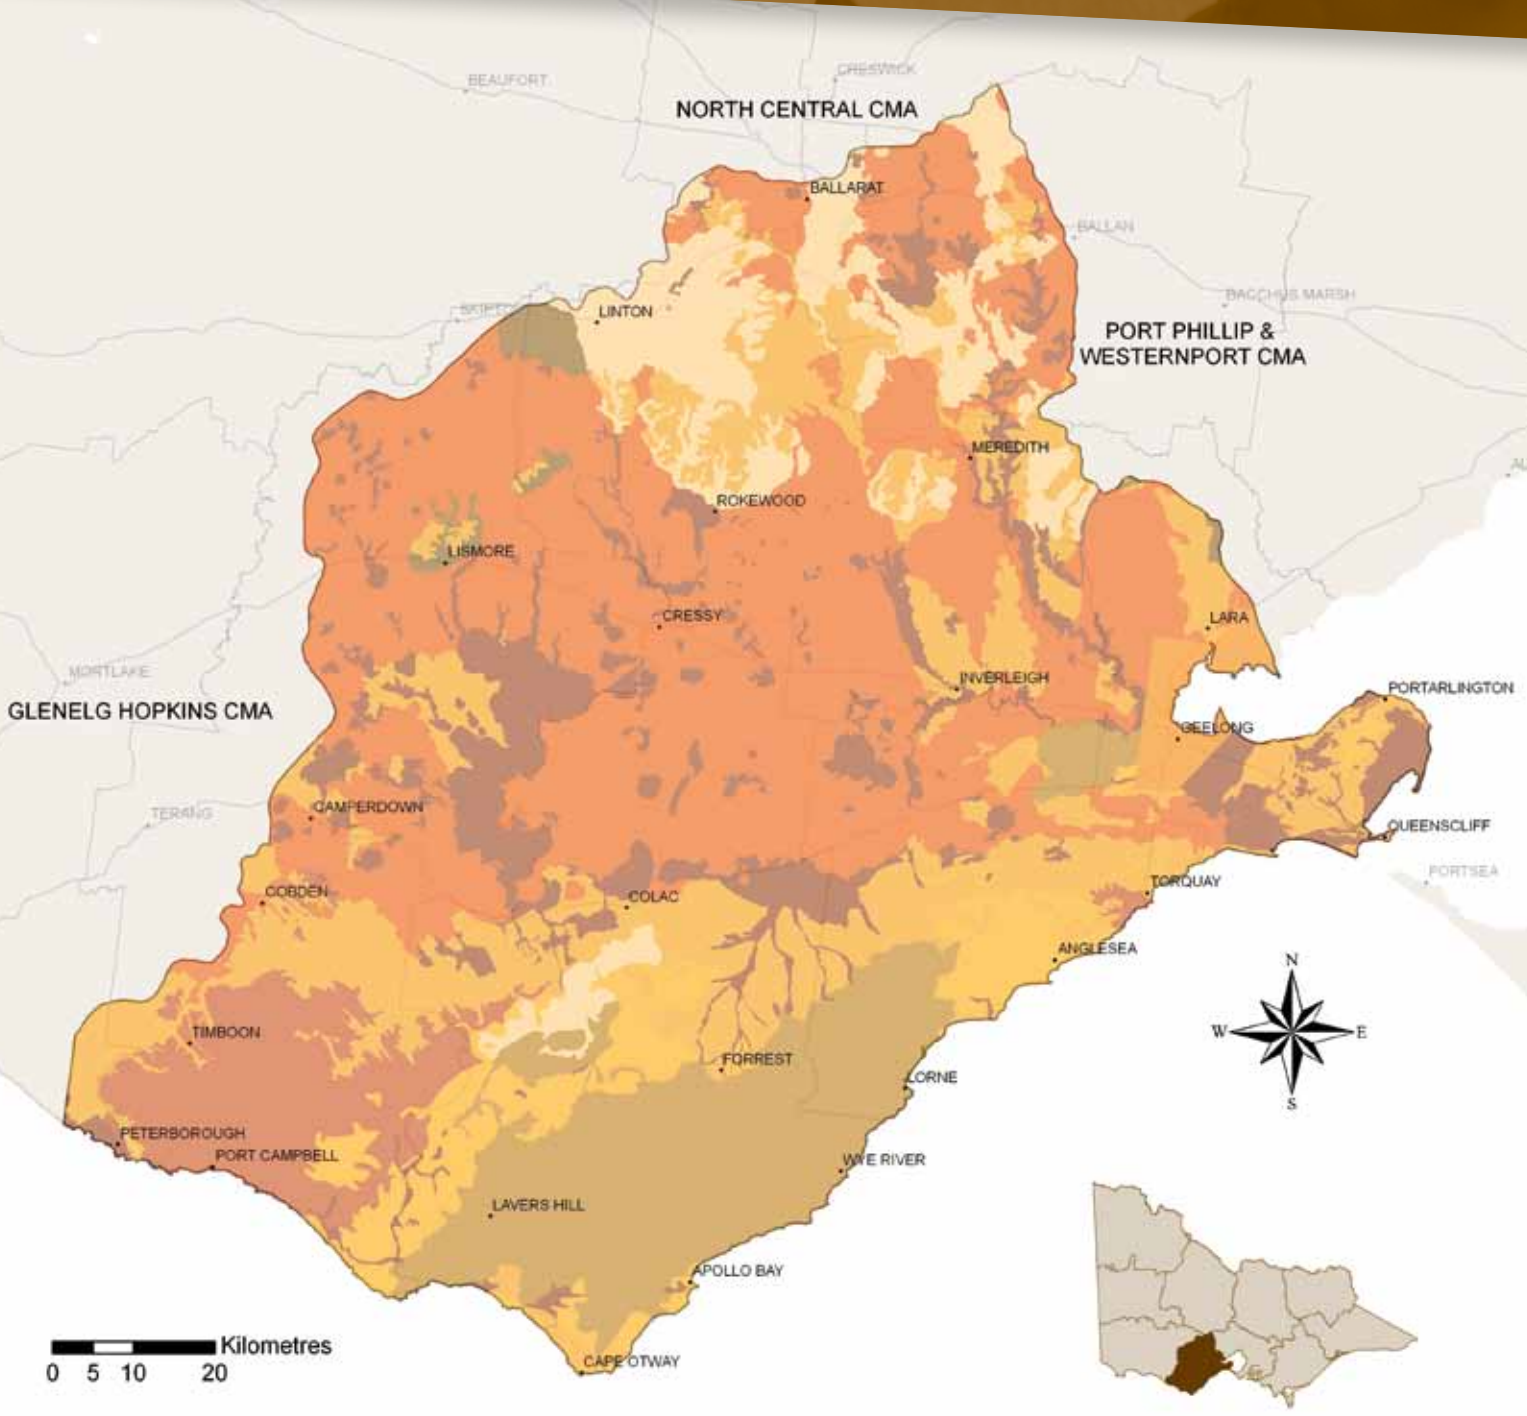 CRESWICK
BEAUFORT
NORTH CENTRAL CMA
BALLARAT
BALLAN
BACCHUS MARSH
LINTON
PORT PHILLIP &
WESTERNPORT CMA
MEREDITH
ROKEWOOD
LISMORE
CRESSY
LARA
MORTLAKE
INVERLEIGH
PORTARLINGTON
GLENELG HOPKINS CMA
GEELONG
CAMPERDOWN
TERANG
QUEENSCLIFF
PORTSEA
TORQUAY
COBDEN
COLAC
ANGLESEA
N
W
E
S
TIMBOON
FORREST
LORNE
PETERBOROUGH
PORT CAMPBELL
WYE RIVER
LAVERS HILL
APOLLO BAY
Kilometres
0 5 10 20
CAPE OTWAY